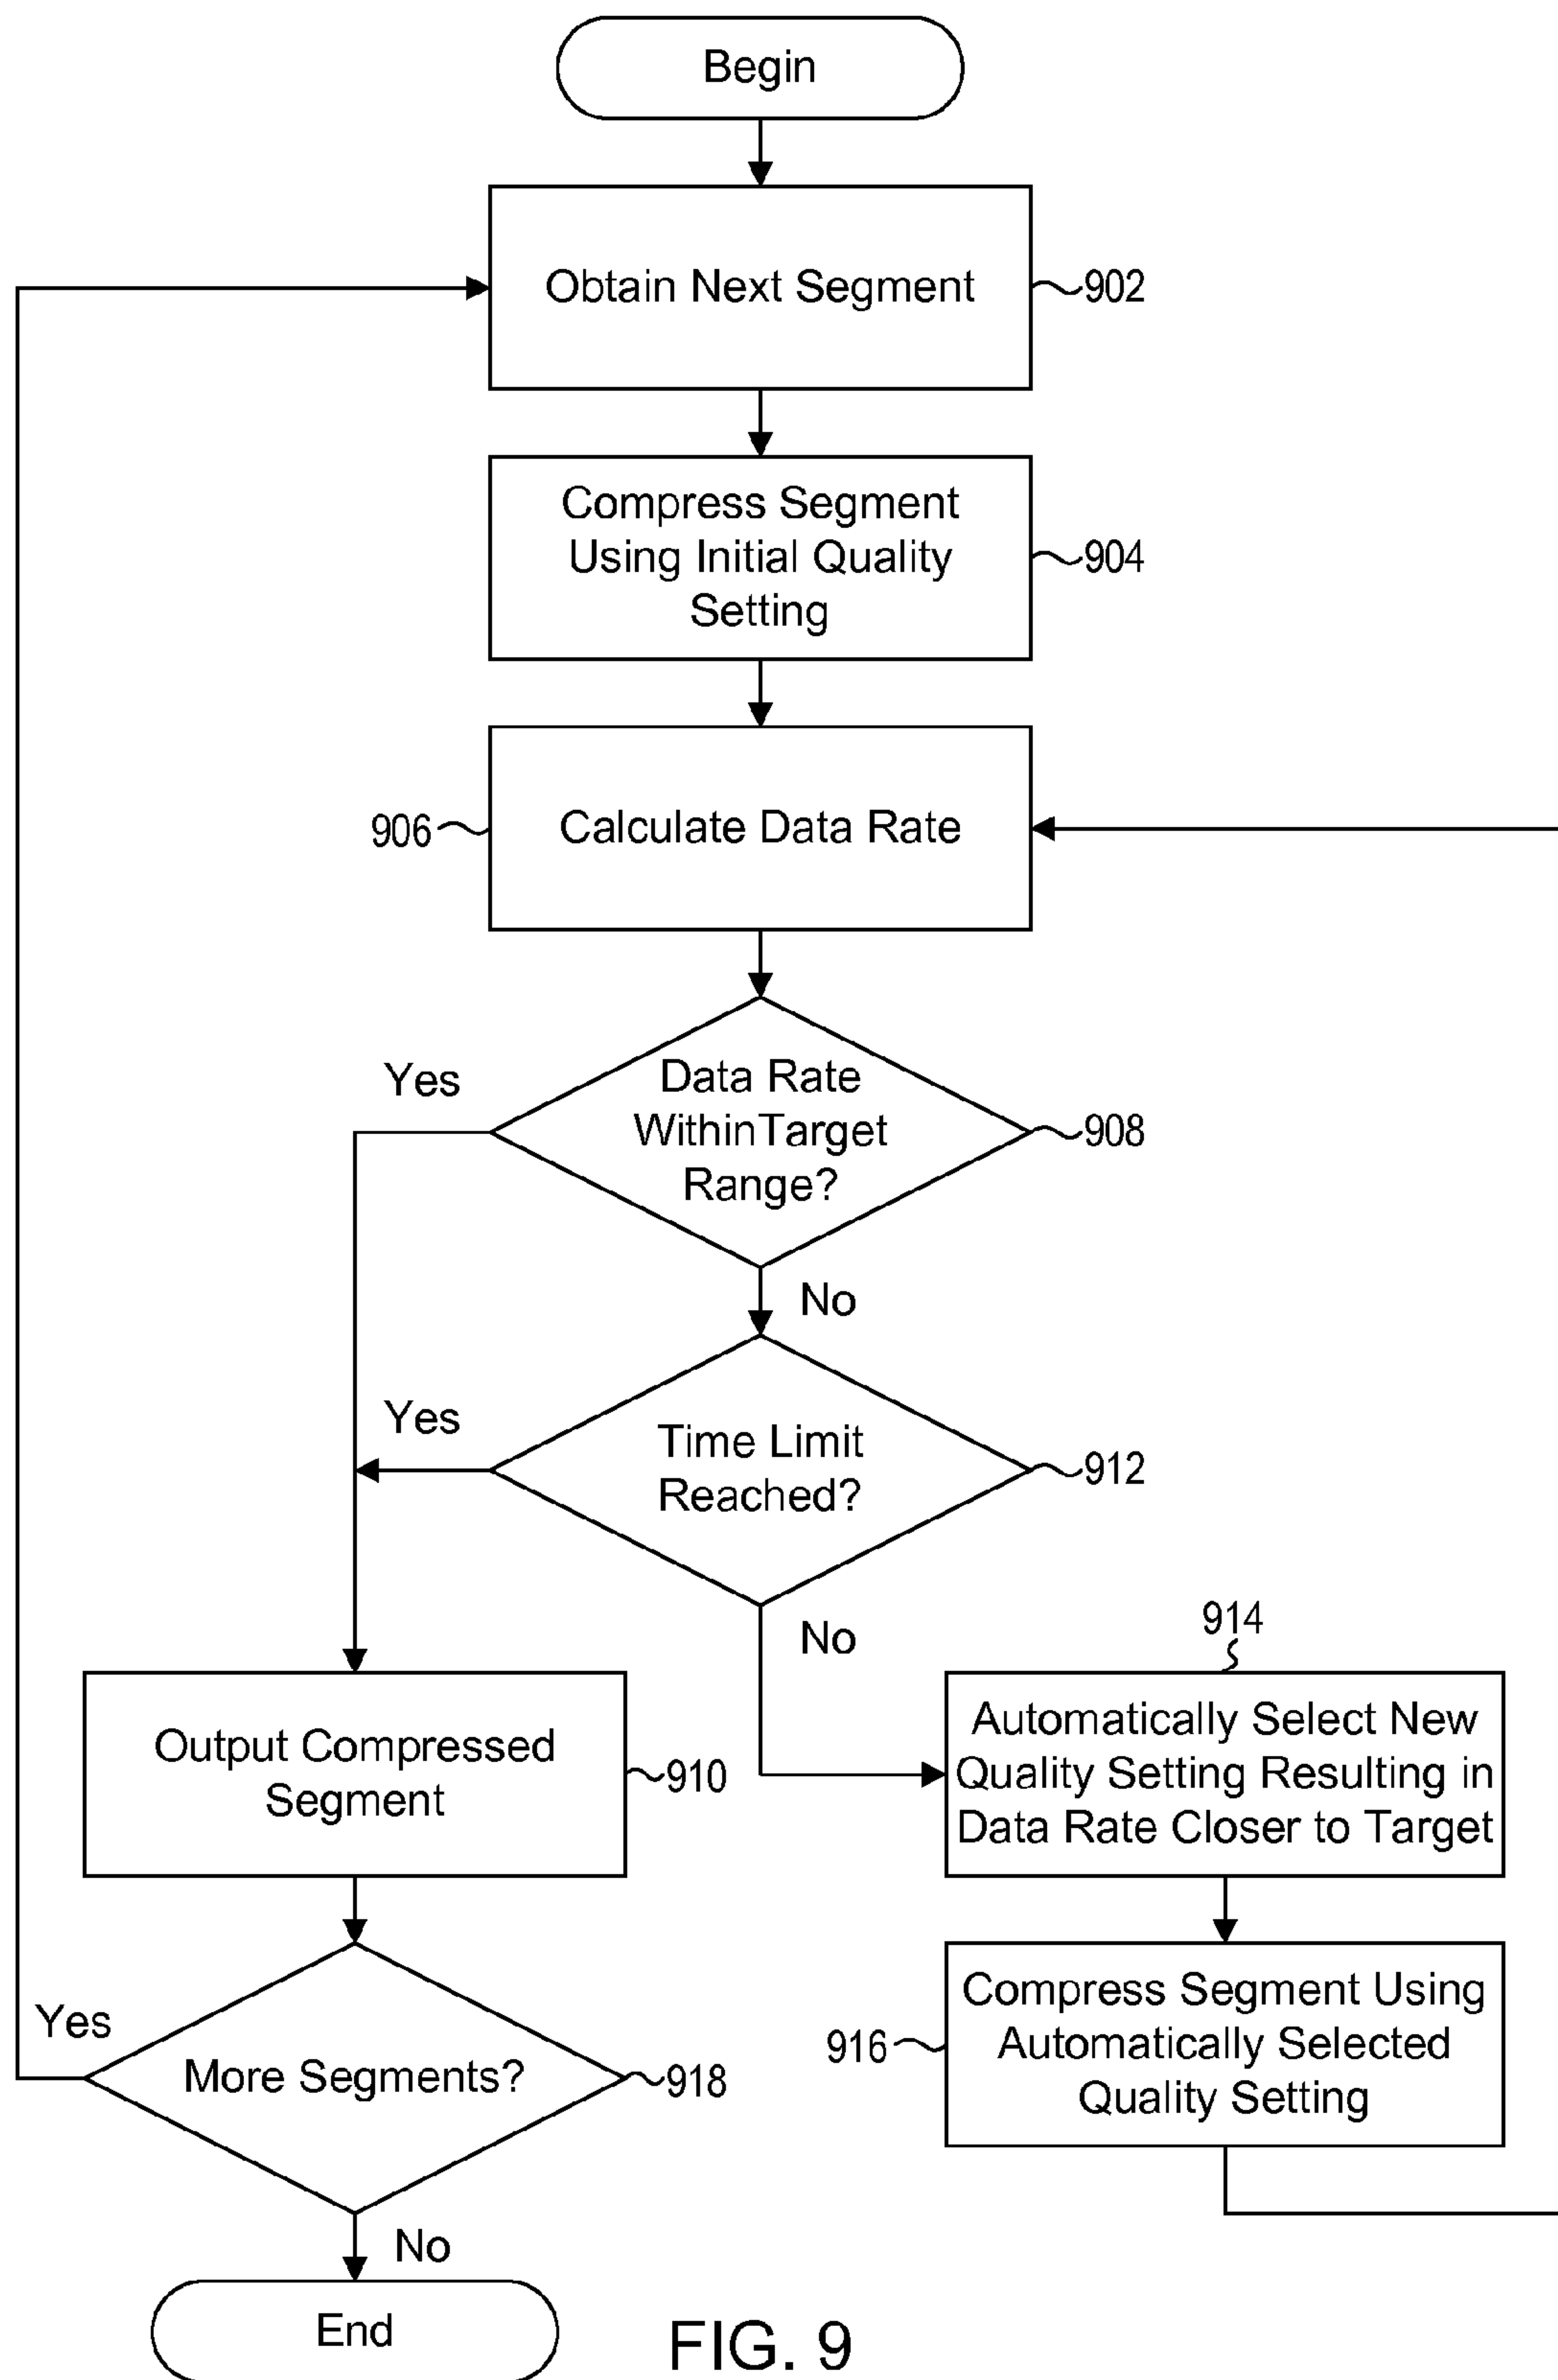 Begin
Obtain Next Segment
902
Compress Segment
Using Initial Quality
Setting
904
906
Calculate Data Rate
Yes
Data Rate
Within Target
Range?
908
No
Yes
Time Limit
Reached?
912
No
914
Automatically Select New
Quality Setting Resulting in
Data Rate Closer to Target
Output Compressed
Segment
910
916
Compress Segment Using
Automatically Selected
Quality Setting
Yes
More Segments?
918
No
End
FIG. 9